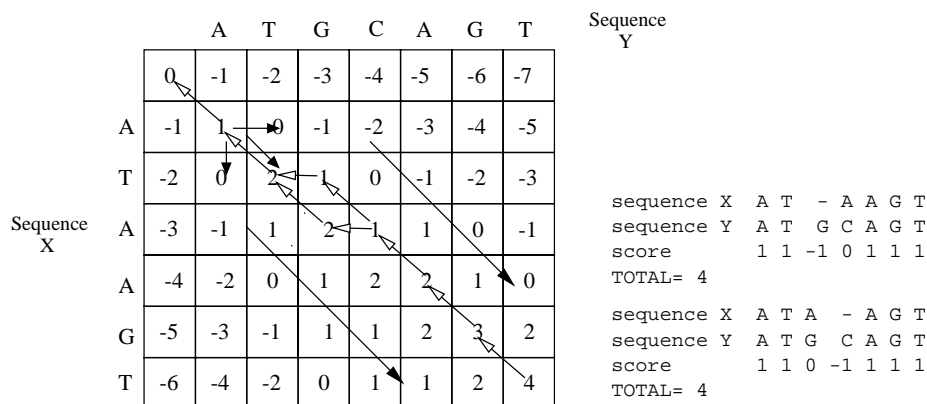 A T G C A G T
Sequence
Y
0 -1 -2 -3 -4 -5 -6 -7
A -1 1 0 -1 -2 -3 -4 -5
T -2 0 2 1 0 -1 -2 -3
Sequence
X
A -3 -1 1 2 1 1 0 -1
A -4 -2 0 1 2 2 1 0
G -5 -3 -1 1 1 2 3 2
T -6 -4 -2 0 1 1 2 4
sequence X A T - A A G T
sequence Y A T G C A G T
score 1 1 -1 0 1 1 1
TOTAL= 4
sequence X A T A - A G T
sequence Y A T G C A G T
score 1 1 0 -1 1 1 1
TOTAL= 4